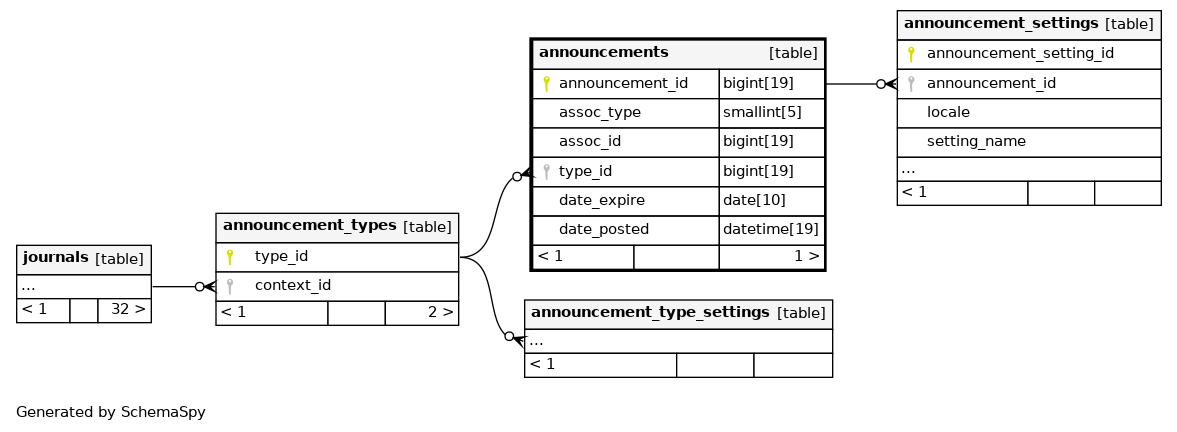 announcement_settings [table]
announcement_setting_id
announcement_id
locale
setting_name
...
< 1
announcements [table]
announcement_id bigint[19]
assoc_type smallint[5]
assoc_id bigint[19]
type_id bigint[19]
date_expire date[10]
date_posted datetime[19]
< 1 1 >
announcement_types [table]
type_id
context_id
< 1 2 >
journals [table]
...
< 1 32 >
announcement_type_settings [table]
...
< 1
Generated by SchemaSpy